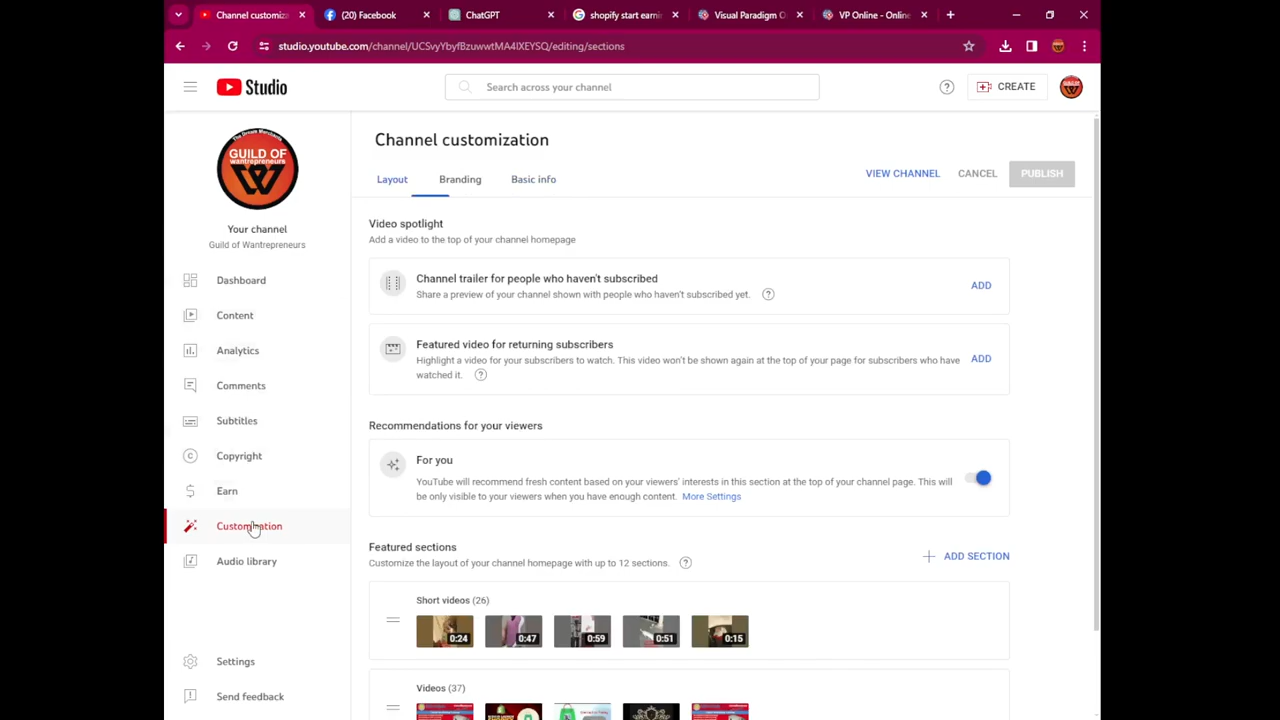 Channel customiza
(20) Facebook
ChatGPT
shopify start earni
Visual Paradigm O
VP Online - Online
studio.youtube.com/channel/UCSvyYbyfBzuwwtMA4lXEYSQ/editing/sections
Studio
Search across your channel
CREATE
The Dream Merchants
GUILD OF
wantrepreneurs
Your channel
Guild of Wantrepreneurs
Dashboard
Content
Analytics
Comments
Subtitles
Copyright
Earn
Customization
Audio library
Settings
Send feedback
Channel customization
Layout
Branding
Basic info
VIEW CHANNEL
CANCEL
PUBLISH
Video spotlight
Add a video to the top of your channel homepage
Channel trailer for people who haven't subscribed
Share a preview of your channel shown with people who haven't subscribed yet.
ADD
Featured video for returning subscribers
Highlight a video for your subscribers to watch. This video won't be shown again at the top of your page for subscribers who have
watched it.
ADD
Recommendations for your viewers
For you
YouTube will recommend fresh content based on your viewers' interests in this section at the top of your channel page. This will
be only visible to your viewers when you have enough content. More Settings
Featured sections
Customize the layout of your channel homepage with up to 12 sections.
ADD SECTION
Short videos (26)
0:24
0:47
0:59
0:51
0:15
Videos (37)